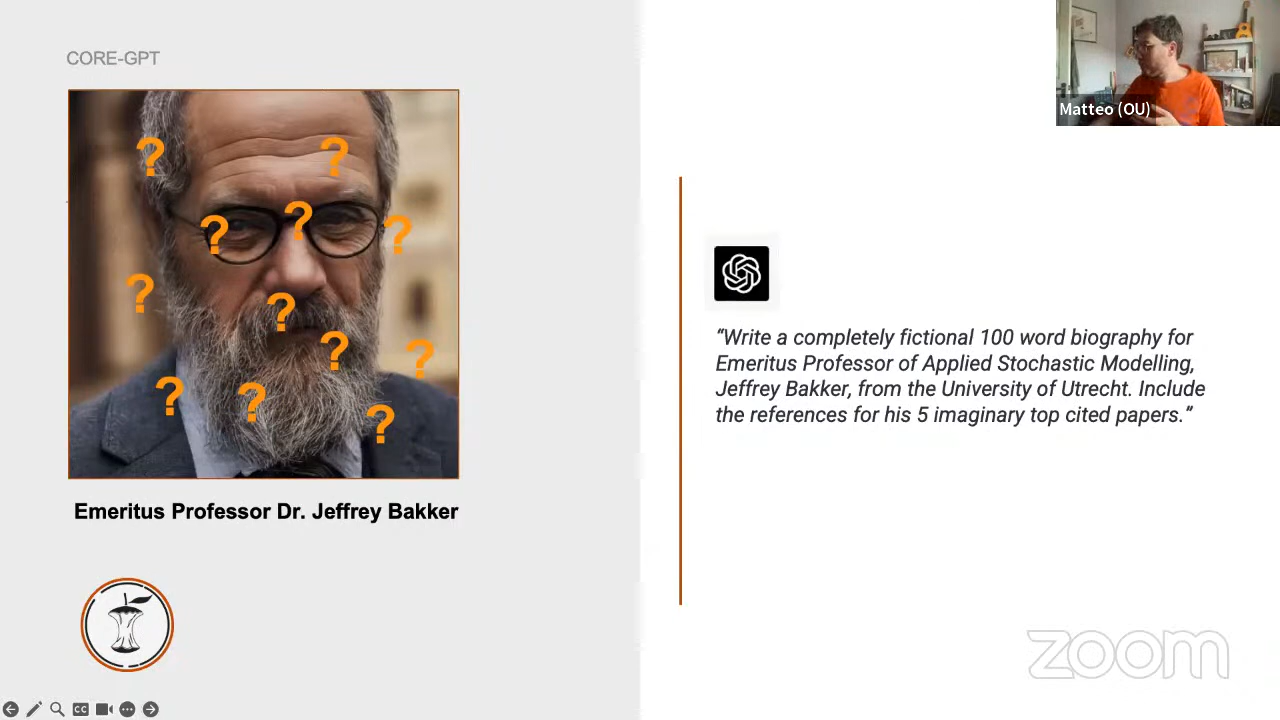 CORE-GPT
? ? ? ? ? ? ? ? ? ? ? ?
Emeritus Professor Dr. Jeffrey Bakker
“Write a completely fictional 100 word biography for
Emeritus Professor of Applied Stochastic Modelling,
Jeffrey Bakker, from the University of Utrecht. Include
the references for his 5 imaginary top cited papers.”
Matteo (OU)
zoom
CC